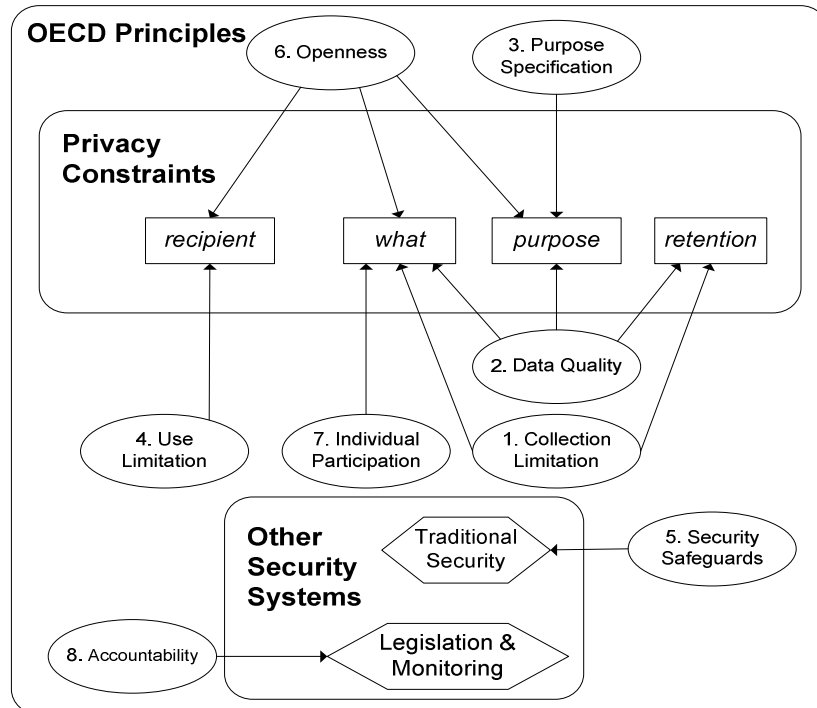 OECD Principles
6. Openness
3. Purpose
Specification
Privacy
Constraints
recipient
what
purpose
retention
2. Data Quality
4. Use
Limitation
7. Individual
Participation
1. Collection
Limitation
Other
Security
Systems
Traditional
Security
5. Security
Safeguards
8. Accountability
Legislation &
Monitoring